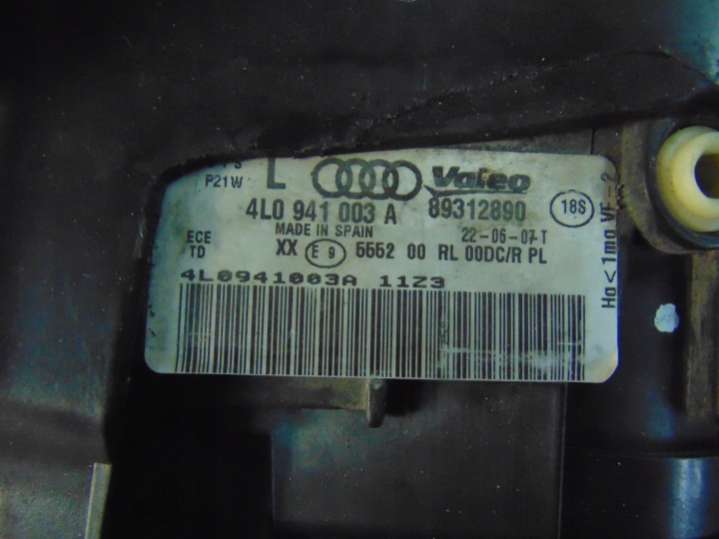 P21W L Valeo
4L0 941 003 A 89312890 18S
MADE IN SPAIN 22-06-07 T
ECE XX E 9 5552 00 RL 00DC/R PL
TD
4L0941003A 11Z3